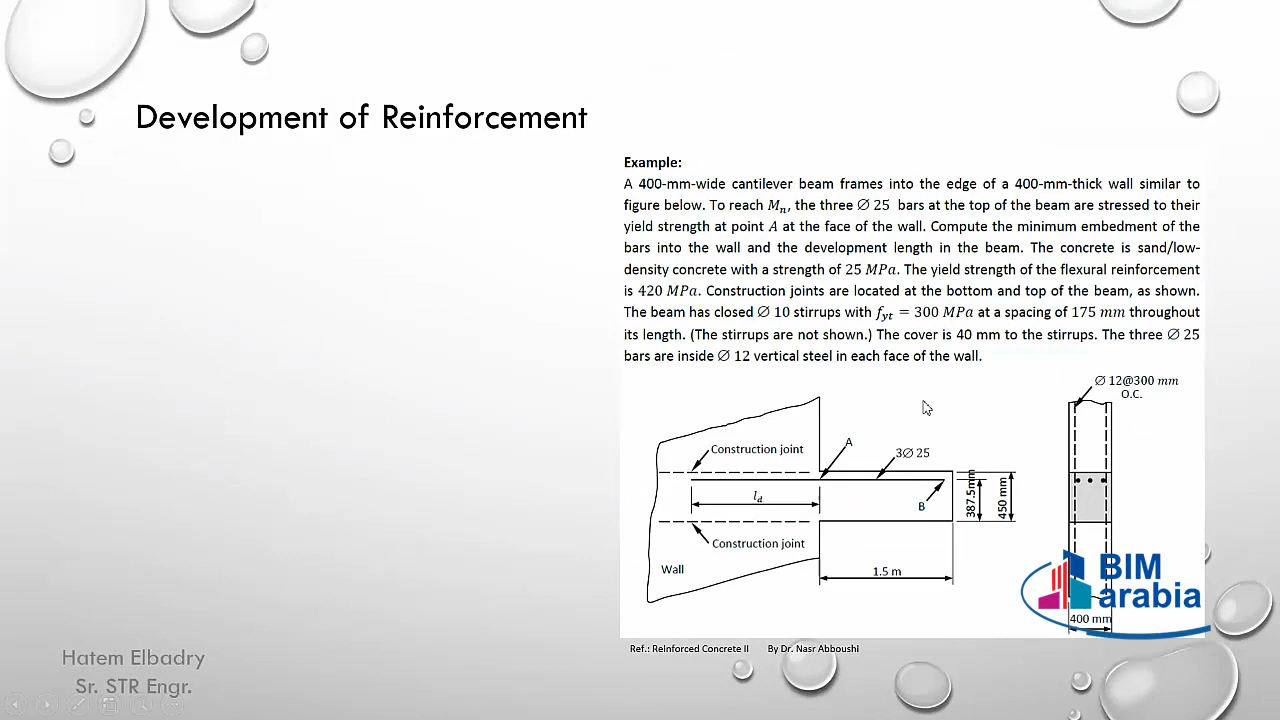 Development of Reinforcement
Example:
A 400-mm-wide cantilever beam frames into the edge of a 400-mm-thick wall similar to
figure below. To reach Mₙ, the three ∅ 25 bars at the top of the beam are stressed to their
yield strength at point A at the face of the wall. Compute the minimum embedment of the
bars into the wall and the development length in the beam. The concrete is sand/low-
density concrete with a strength of 25 MPa. The yield strength of the flexural reinforcement
is 420 MPa. Construction joints are located at the bottom and top of the beam, as shown.
The beam has closed ∅ 10 stirrups with f_yt = 300 MPa at a spacing of 175 mm throughout
its length. (The stirrups are not shown.) The cover is 40 mm to the stirrups. The three ∅ 25
bars are inside ∅ 12 vertical steel in each face of the wall.
∅ 12@300 mm
O.C.
Construction joint
A
3∅ 25
l_d
B
387.5mm
450 mm
Construction joint
Wall
1.5 m
BIM
arabia
400 mm
Ref.: Reinforced Concrete II By Dr. Nasr Abboushi
Hatem Elbadry
Sr. STR Engr.